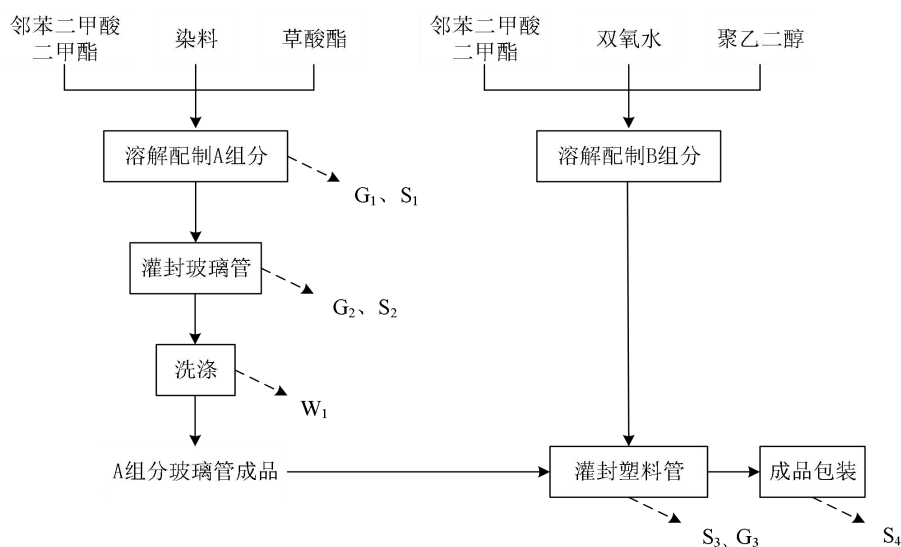 邻苯二甲酸
二甲酯
染料
草酸酯
邻苯二甲酸
二甲酯
双氧水
聚乙二醇
溶解配制A组分
溶解配制B组分
G₁、S₁
灌封玻璃管
G₂、S₂
洗涤
W₁
A组分玻璃管成品
灌封塑料管
成品包装
S₃、G₃
S₄